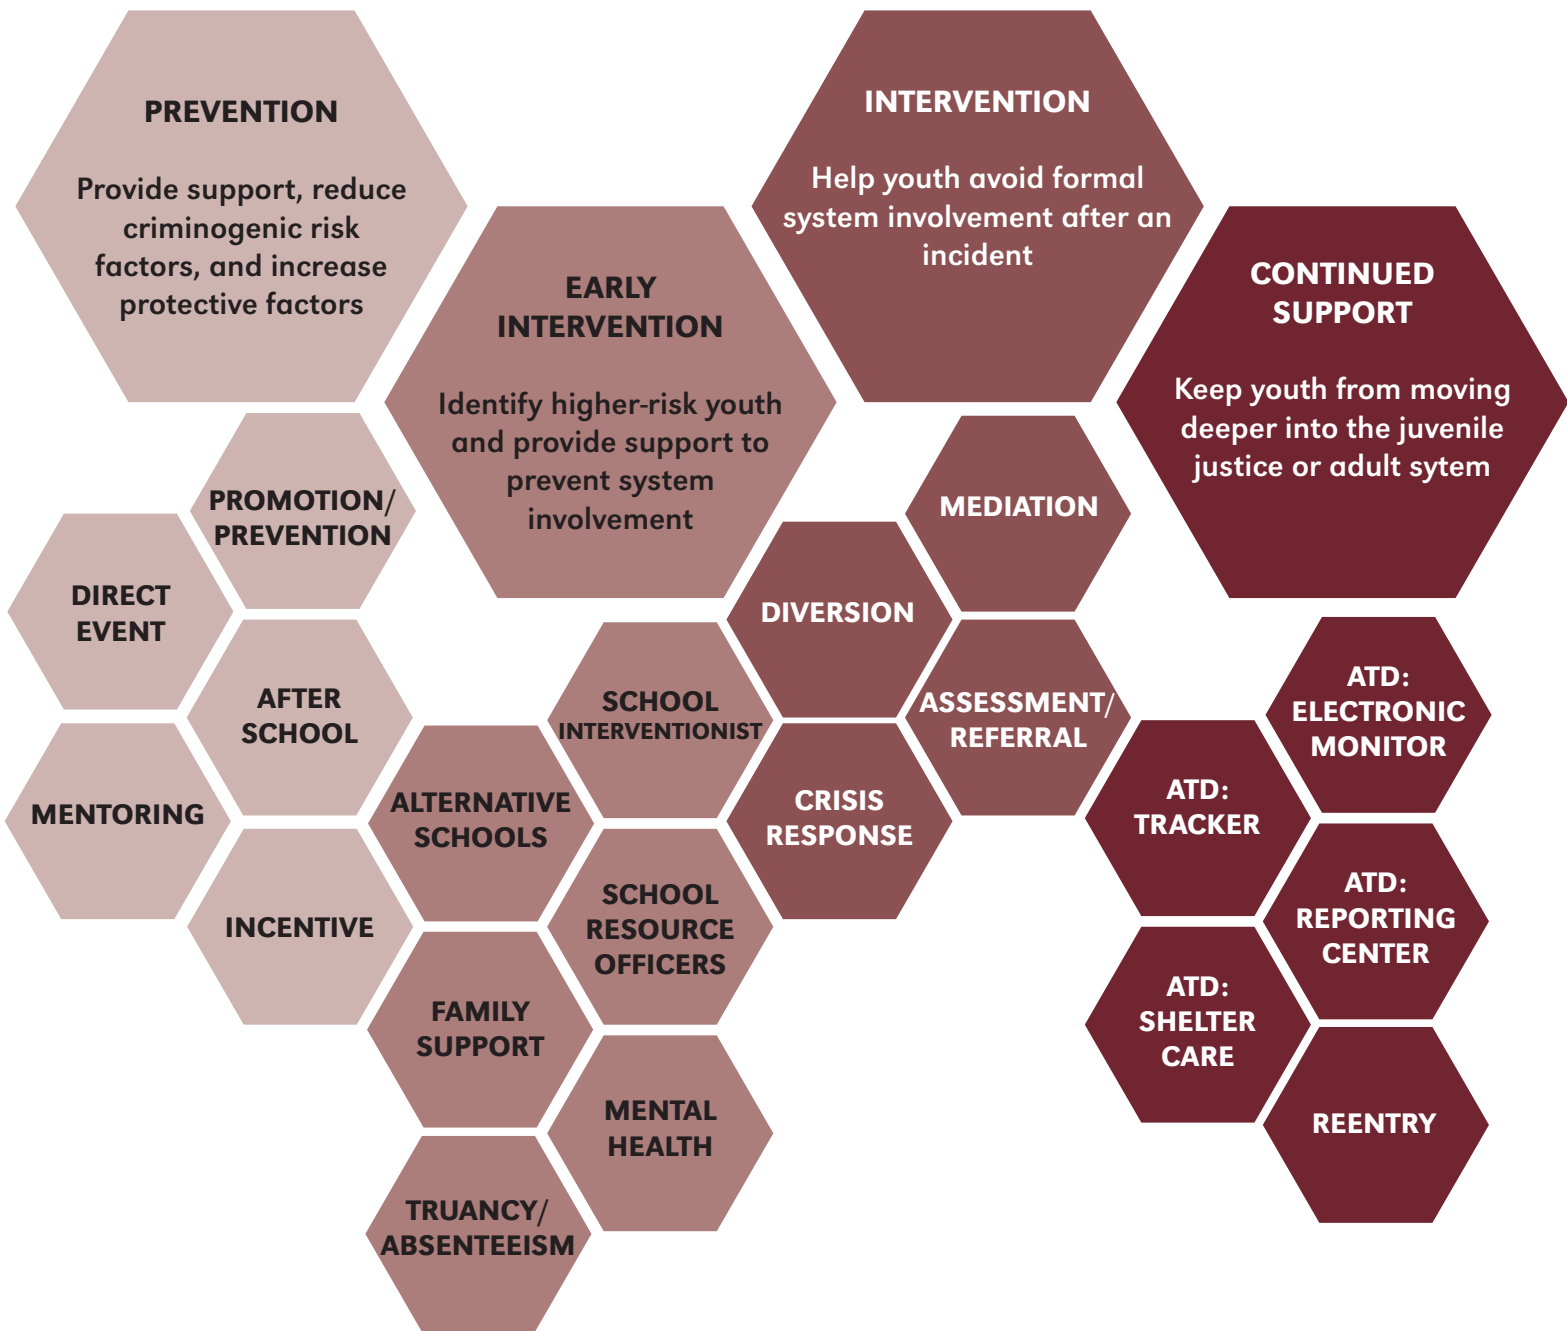 PREVENTION
Provide support, reduce
criminogenic risk
factors, and increase
protective factors
EARLY
INTERVENTION
Identify higher-risk youth
and provide support to
prevent system
involvement
INTERVENTION
Help youth avoid formal
system involvement after an
incident
CONTINUED
SUPPORT
Keep youth from moving
deeper into the juvenile
justice or adult sytem
PROMOTION/
PREVENTION
DIRECT
EVENT
AFTER
SCHOOL
MENTORING
INCENTIVE
SCHOOL
INTERVENTIONIST
ALTERNATIVE
SCHOOLS
SCHOOL
RESOURCE
OFFICERS
FAMILY
SUPPORT
MENTAL
HEALTH
TRUANCY/
ABSENTEEISM
MEDIATION
DIVERSION
ASSESSMENT/
REFERRAL
CRISIS
RESPONSE
ATD:
ELECTRONIC
MONITOR
ATD:
TRACKER
ATD:
REPORTING
CENTER
ATD:
SHELTER
CARE
REENTRY